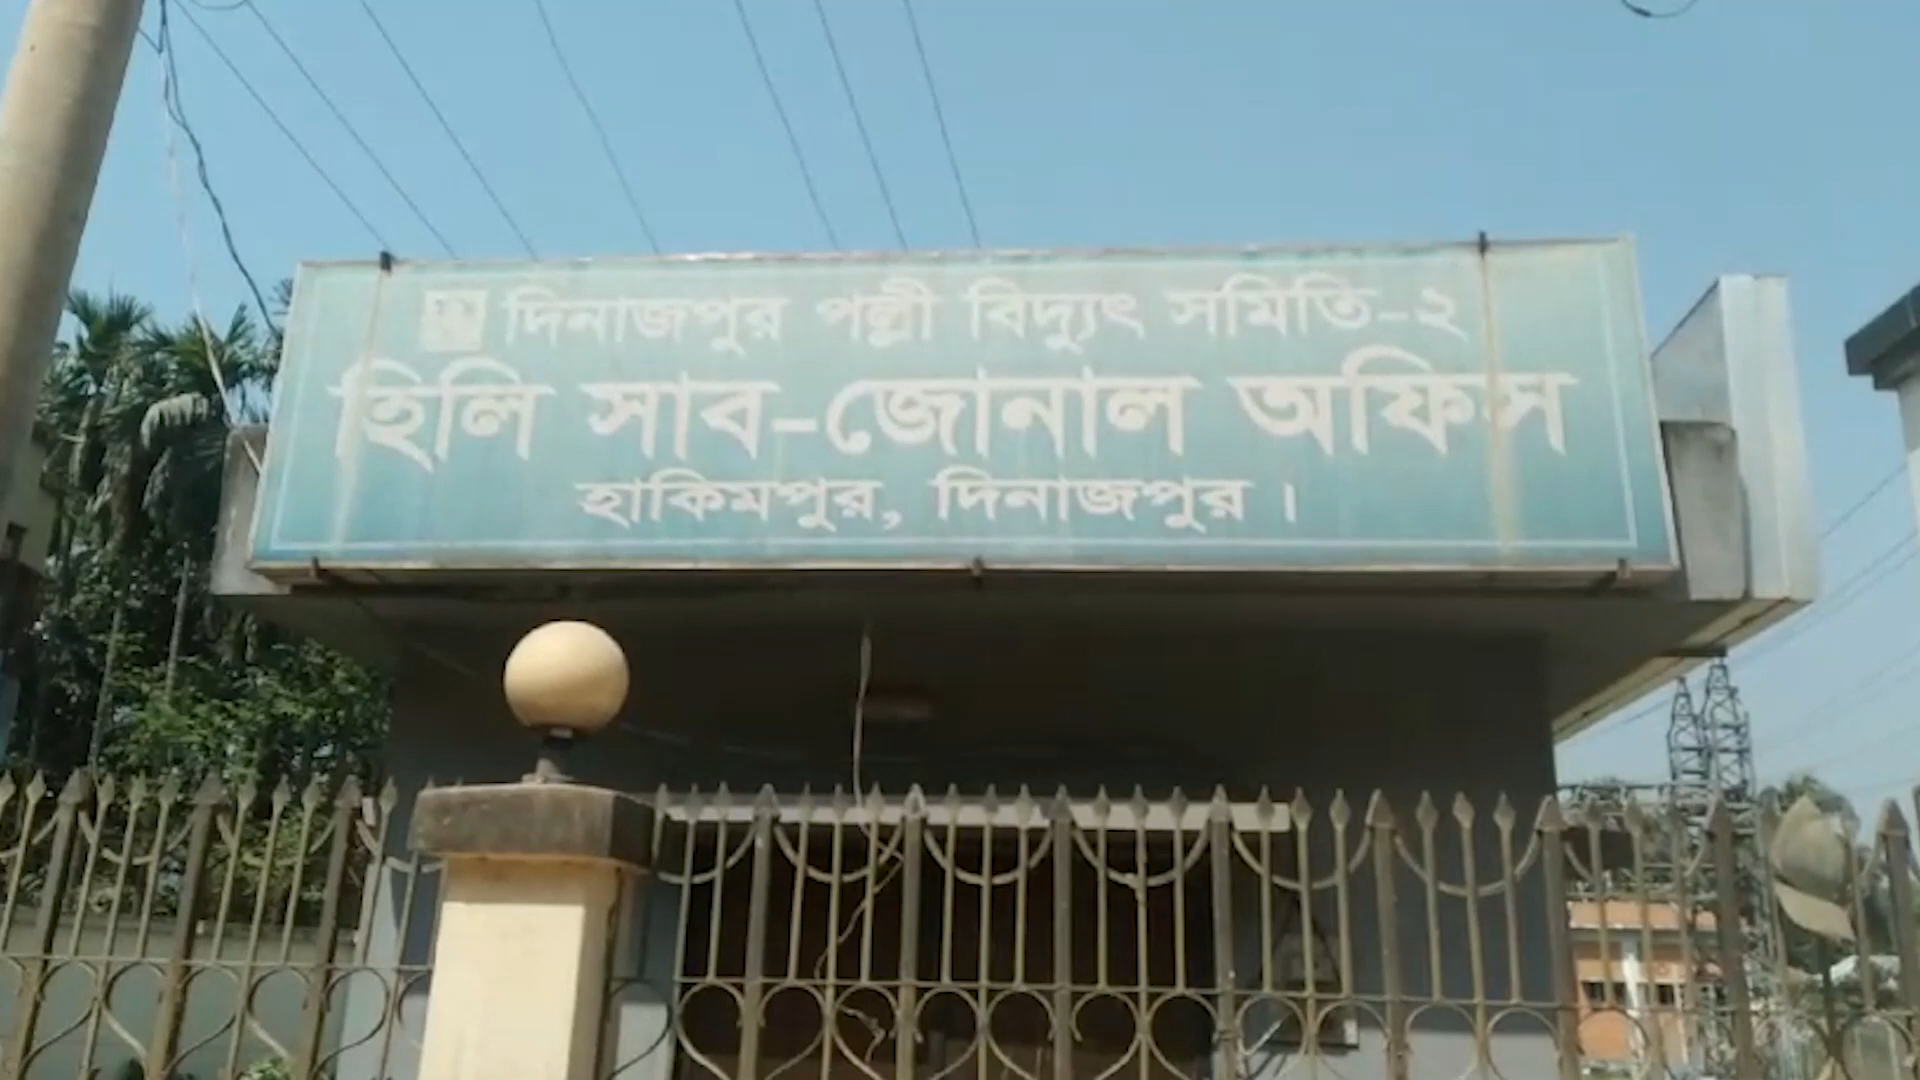 দিনাজপুর পল্লী বিদ্যুৎ সমিতি-২
হিলি সাব-জোনাল অফিস
হাকিমপুর, দিনাজপুর।